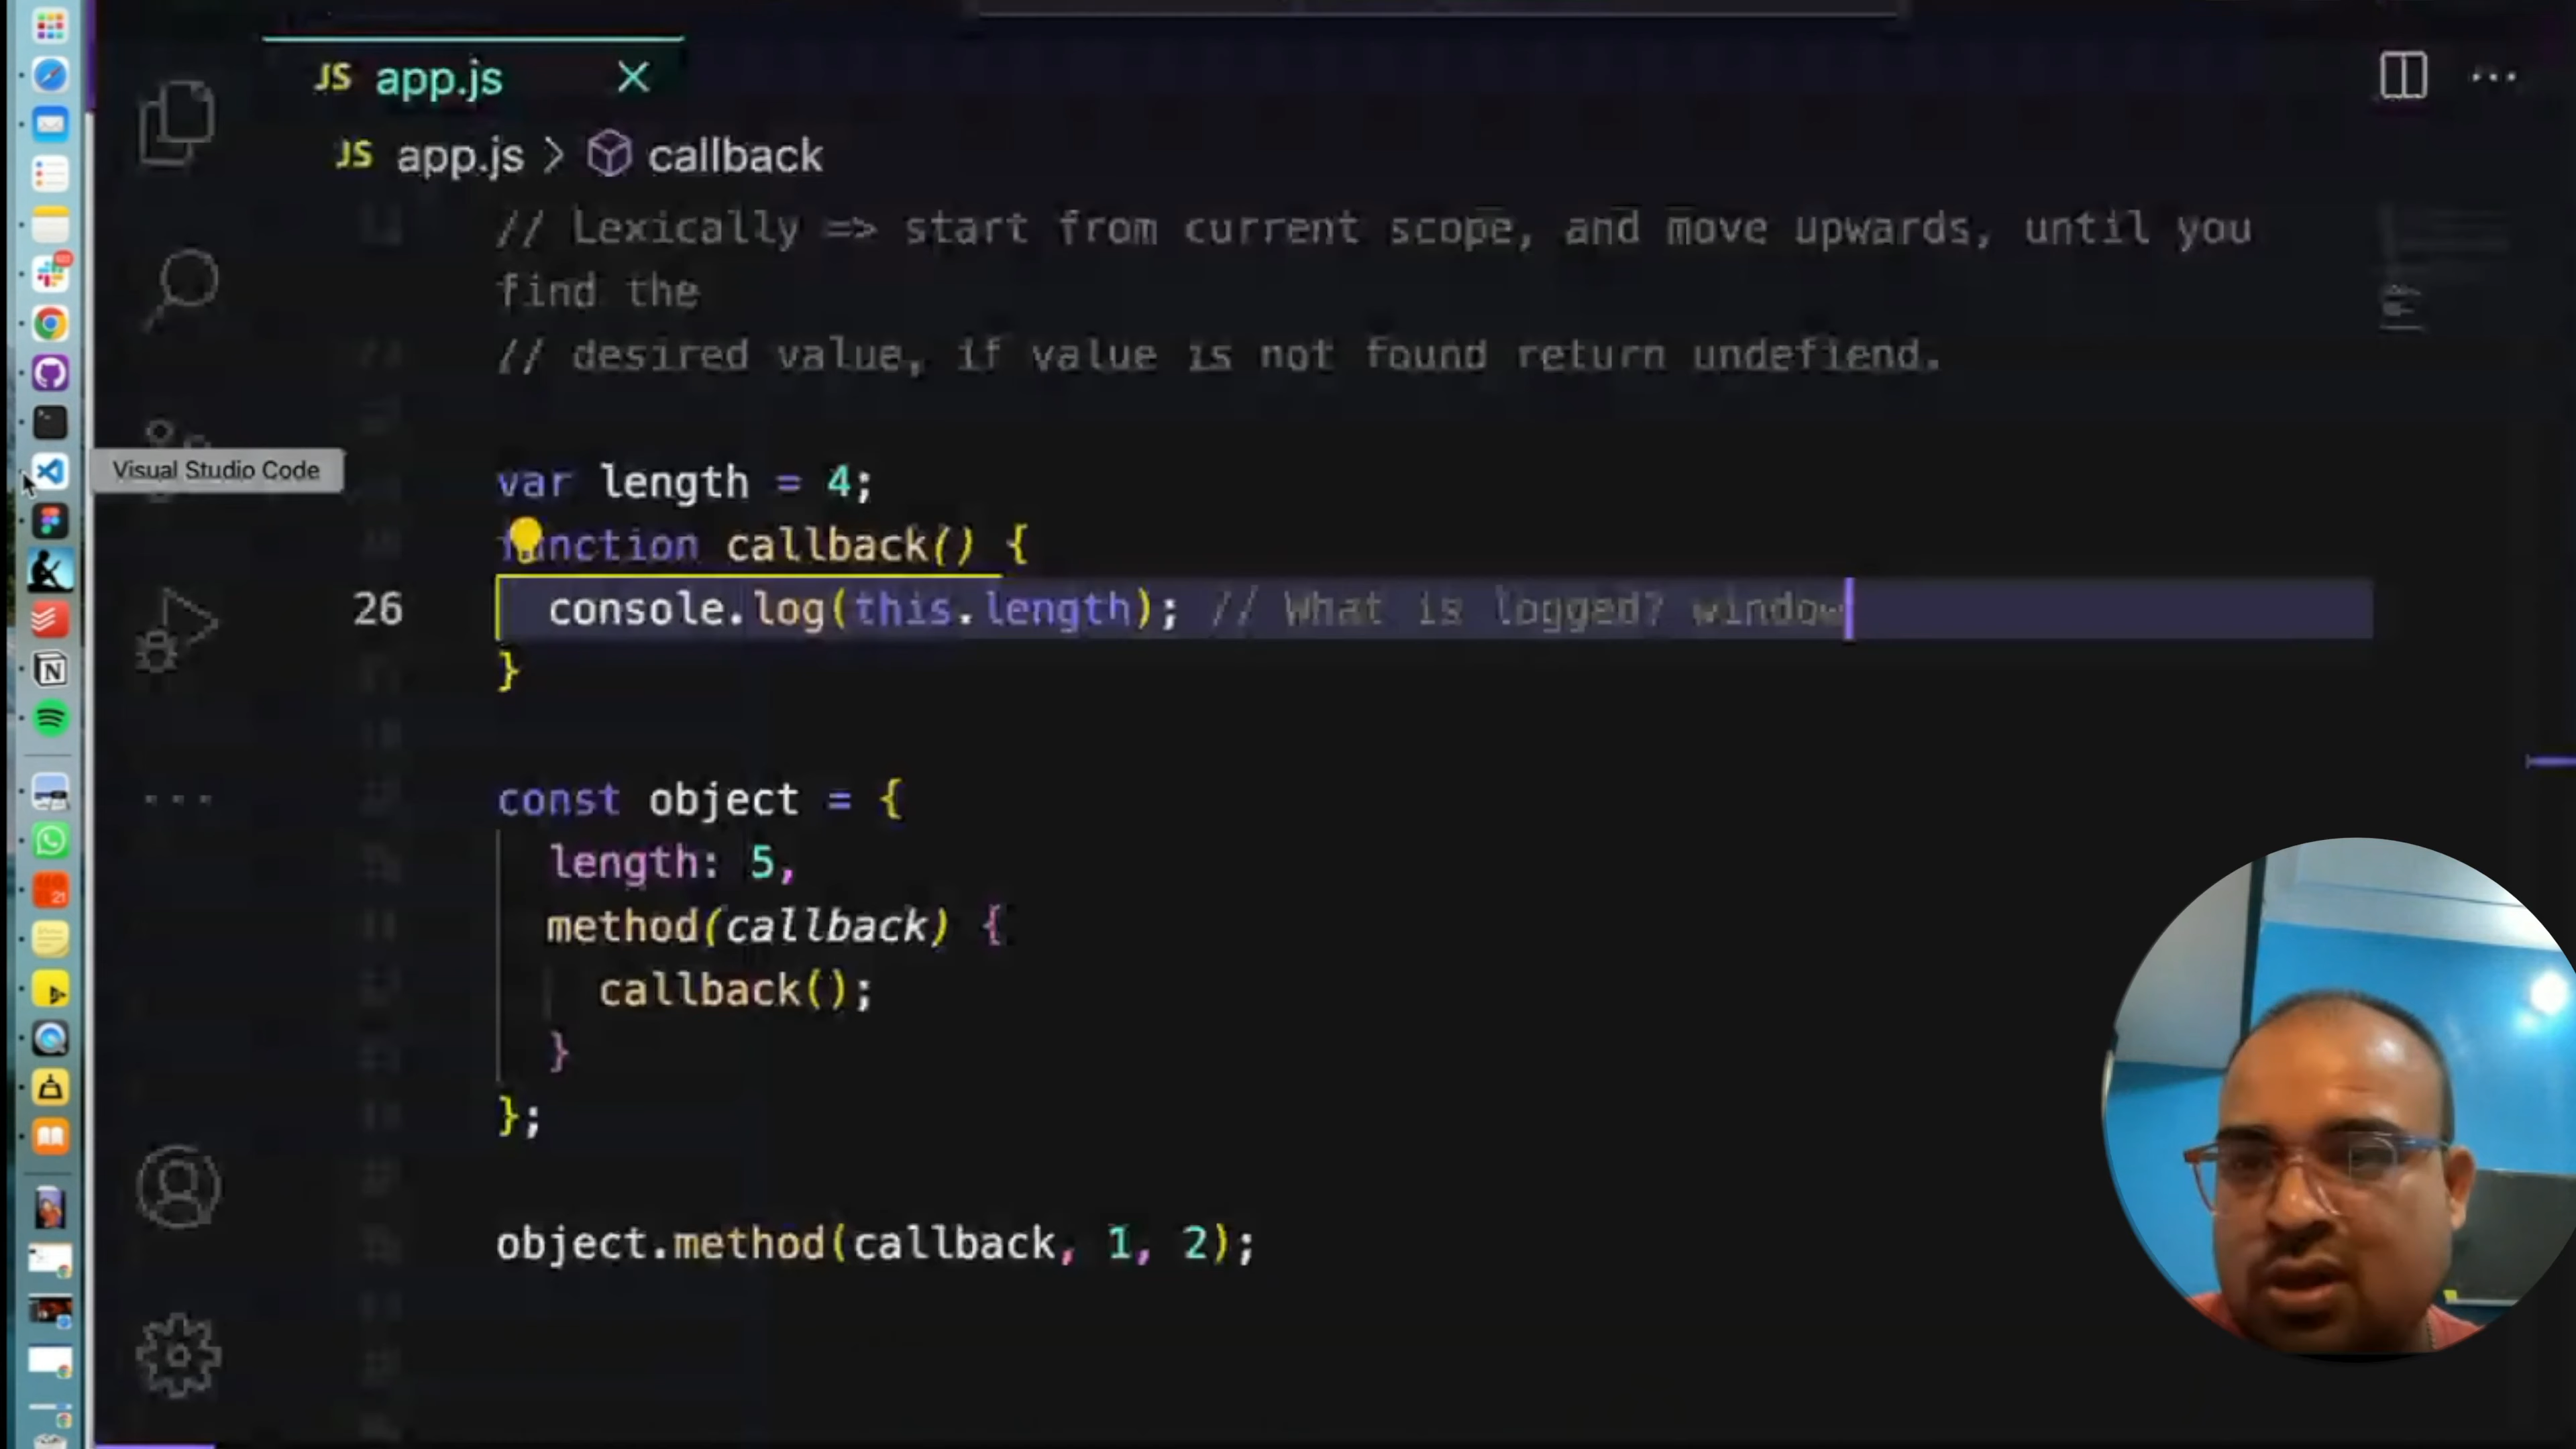 JS app.js
JS app.js > callback
// Lexically => start from current scope, and move upwards, until you
find the
// desired value, if value is not found return undefiend.
Visual Studio Code
var length = 4;
function callback() {
26 console.log(this.length); // What is logged? window
}
const object = {
length: 5,
method(callback) {
callback();
}
};
object.method(callback, 1, 2);